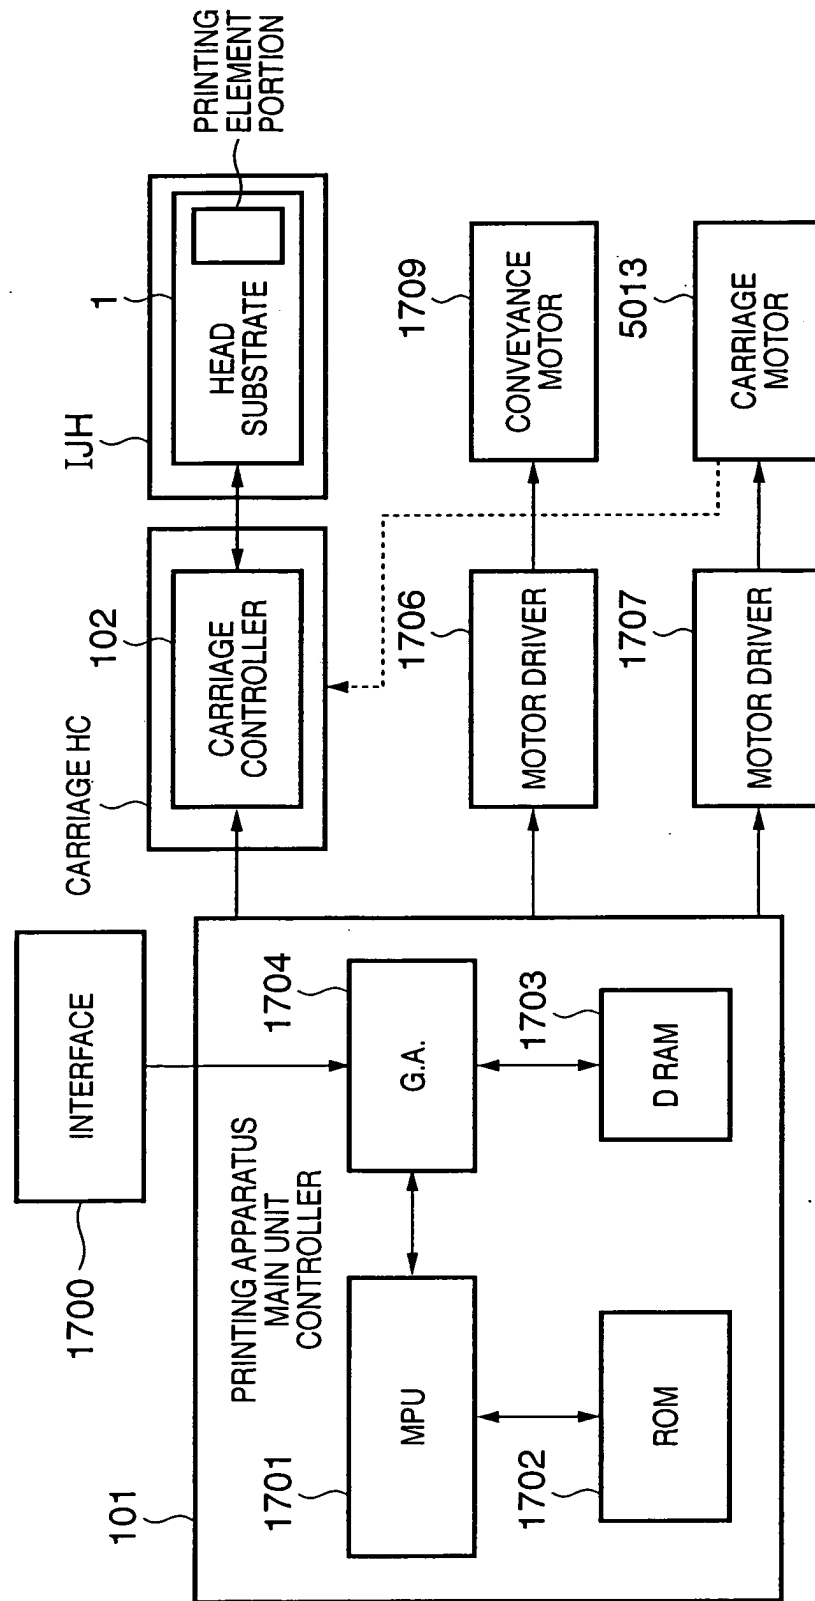 INTERFACE
1700
101
PRINTING APPARATUS
MAIN UNIT
CONTROLLER
1701
MPU
1704
G.A.
1702
ROM
1703
D RAM
CARRIAGE HC
102
CARRIAGE
CONTROLLER
IJH
1
HEAD
SUBSTRATE
PRINTING
ELEMENT
PORTION
1706
MOTOR DRIVER
1709
CONVEYANCE
MOTOR
1707
MOTOR DRIVER
5013
CARRIAGE
MOTOR